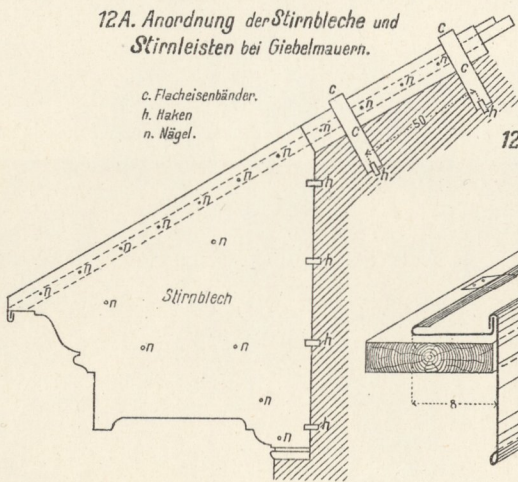 12A. Anordnung der Stirnbleche und
Stirnleisten bei Giebelmauern.
c. Flacheisenbänder.
h. Haken
n. Nägel.
c
c
c
c
50
h
h
12
n
n
n
n
n
n
n
n
n
n
n
h
h
h
h
n
n
n
n
n
n
Stirnblech
8